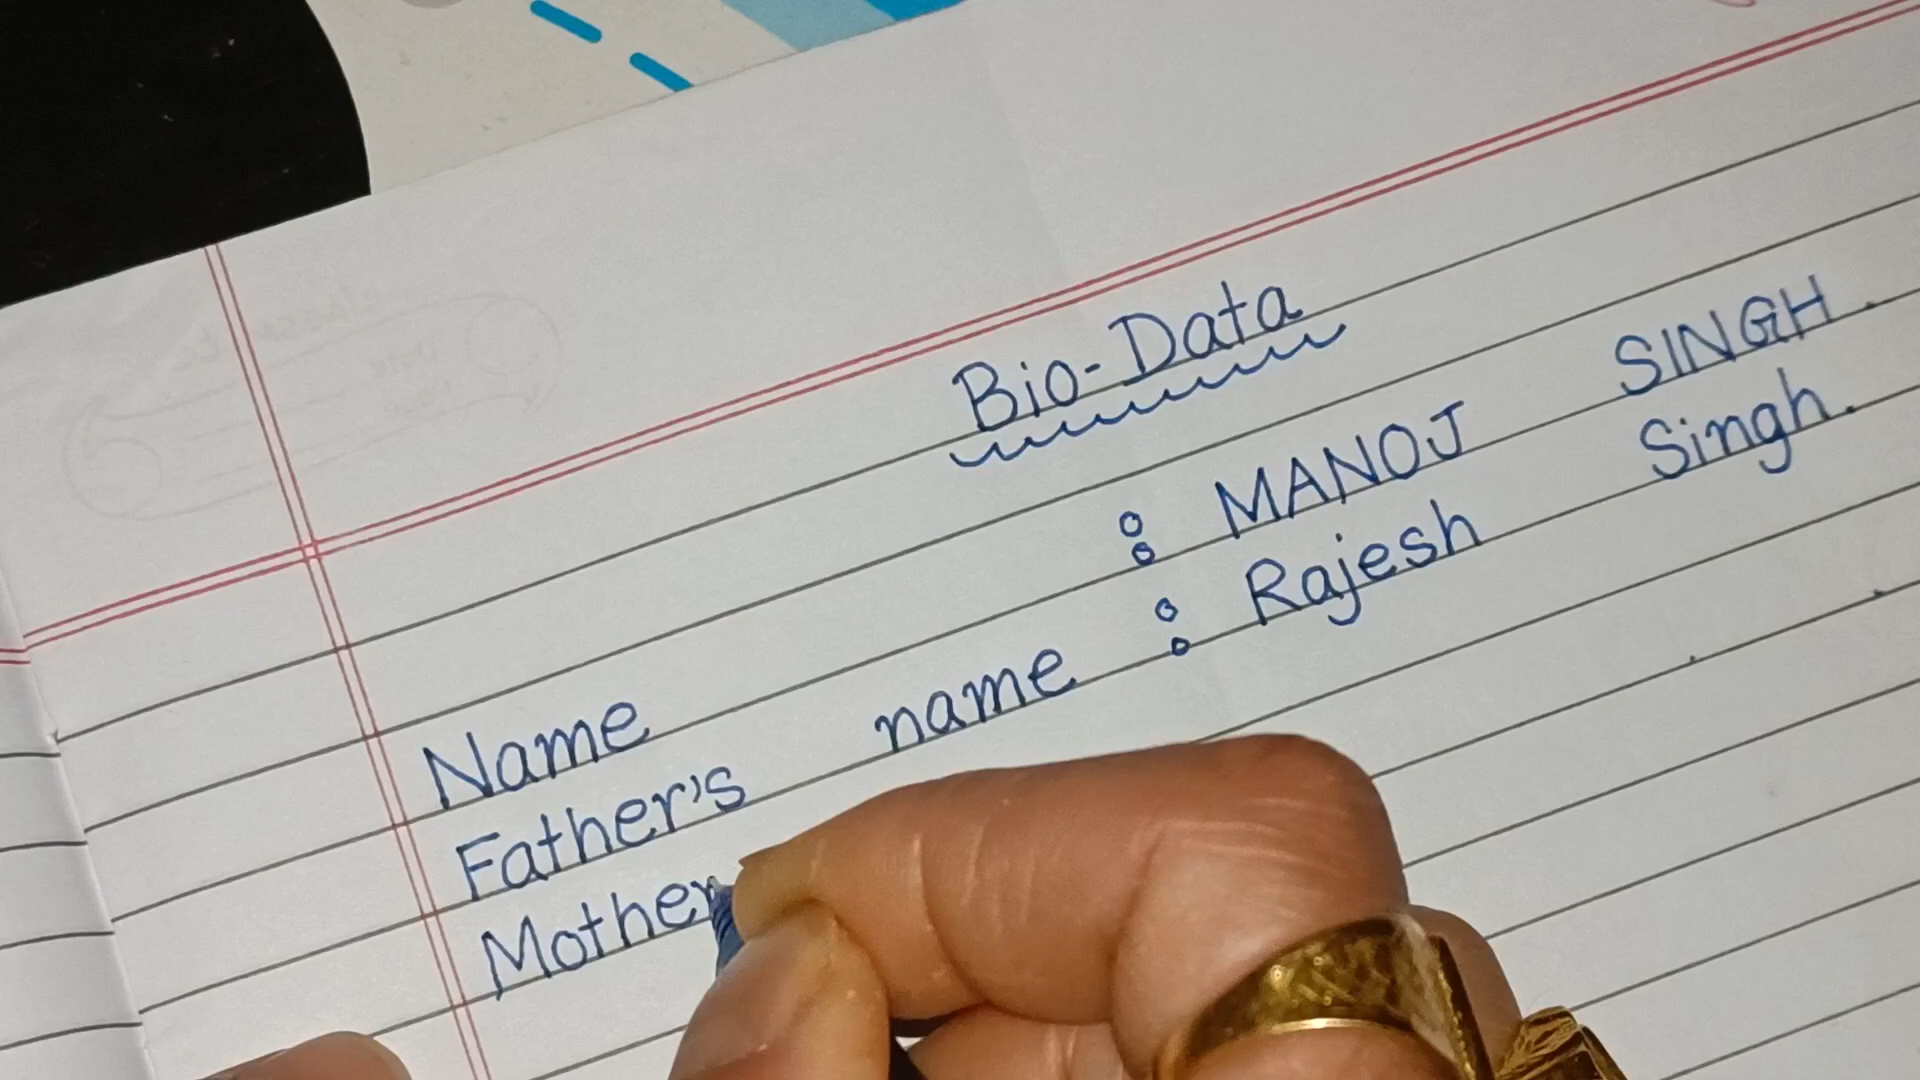 Bio-Data
Name : MANOJ SINGH.
Father's name : Rajesh Singh.
Mother